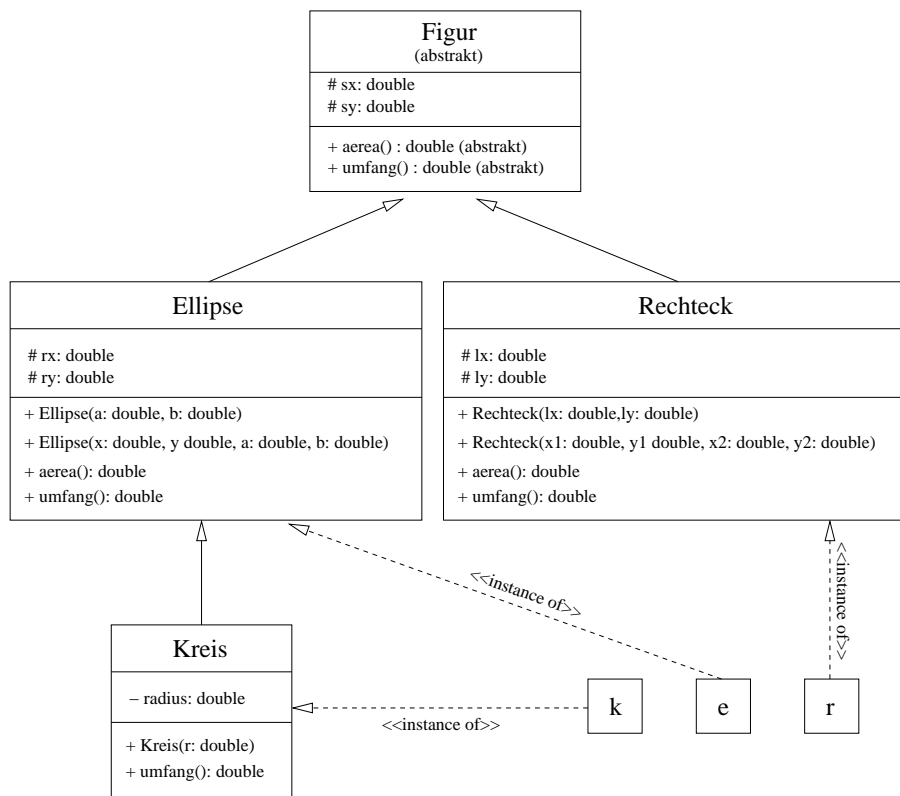 Figur
(abstrakt)
# sx: double
# sy: double
+ aerea() : double (abstrakt)
+ umfang() : double (abstrakt)
Ellipse
# rx: double
# ry: double
+ Ellipse(a: double, b: double)
+ Ellipse(x: double, y double, a: double, b: double)
+ aerea(): double
+ umfang(): double
Rechteck
# lx: double
# ly: double
+ Rechteck(lx: double,ly: double)
+ Rechteck(x1: double, y1 double, x2: double, y2: double)
+ aerea(): double
+ umfang(): double
<<instance of>>
<<instance of>>
Kreis
– radius: double
+ Kreis(r: double)
+ umfang(): double
<<instance of>>
k
e
r